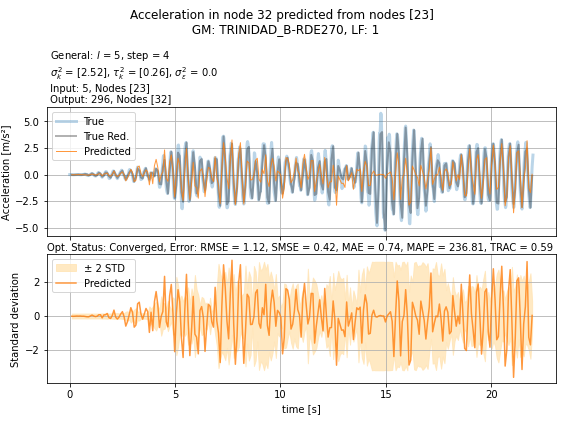 Acceleration in node 32 predicted from nodes [23]
GM: TRINIDAD_B-RDE270, LF: 1
General: l = 5, step = 4
σ²ₖ = [2.52], τ²ₖ = [0.26], σ²ε = 0.0
Input: 5, Nodes [23]
Output: 296, Nodes [32]
True
True Red.
Predicted
Acceleration [m/s²]
5.0
2.5
0.0
−2.5
−5.0
Opt. Status: Converged, Error: RMSE = 1.12, SMSE = 0.42, MAE = 0.74, MAPE = 236.81, TRAC = 0.59
± 2 STD
Predicted
Standard deviation
2
0
−2
0 5 10 15 20
time [s]